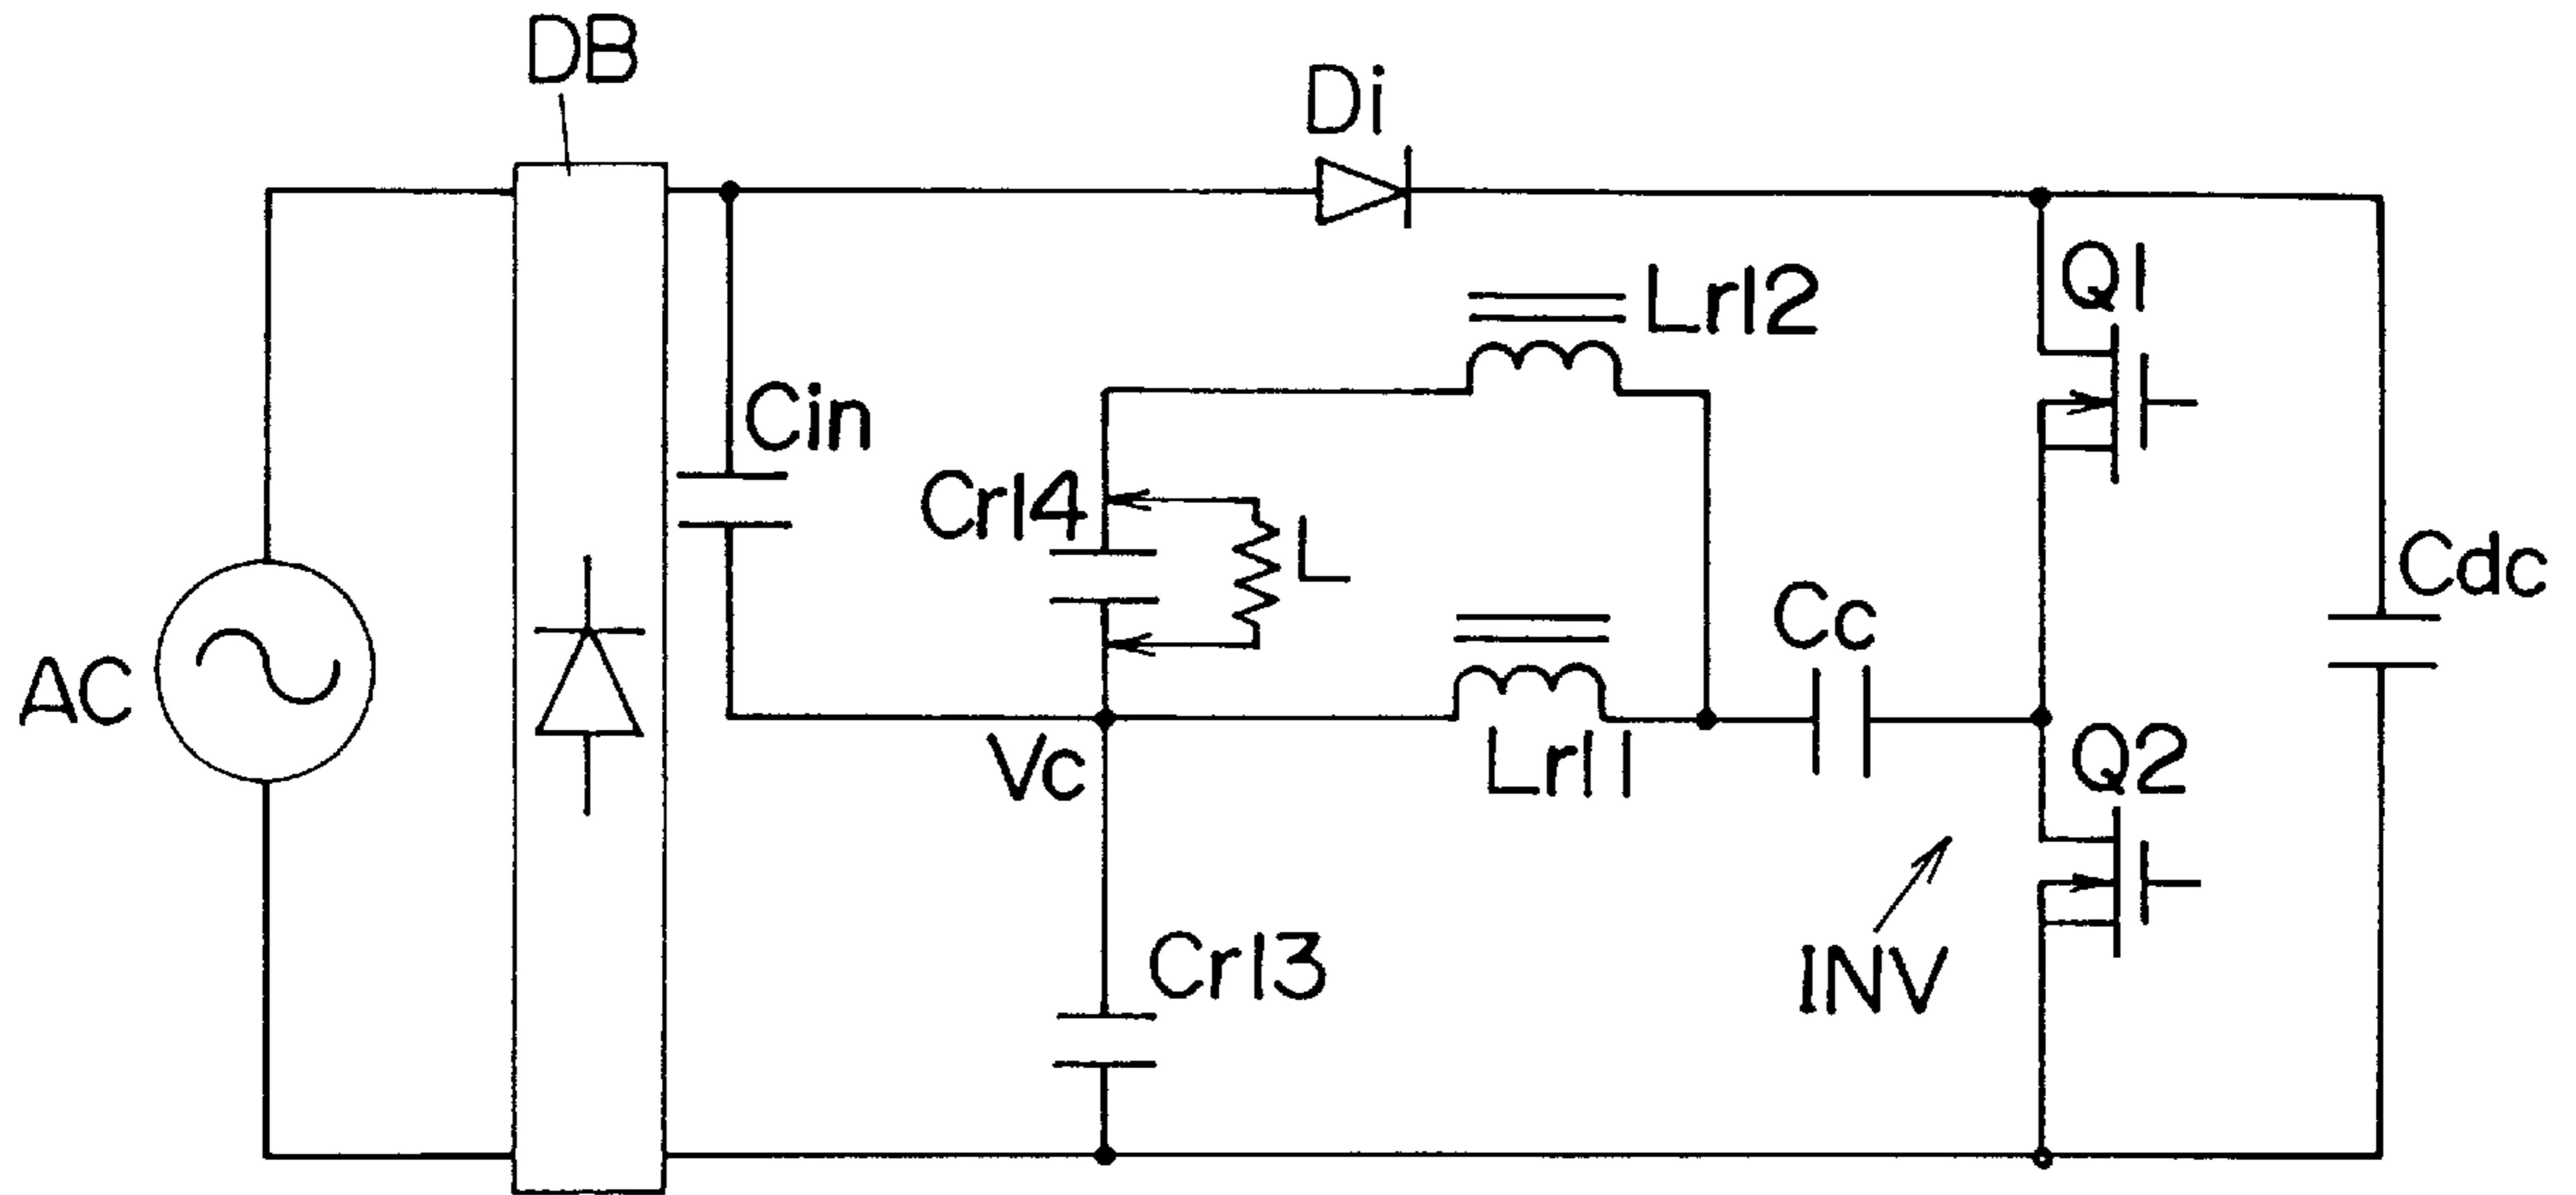 DB
Di
Q1
Lr12
Cin
Cr14
L
Cdc
Cc
AC
Vc
Lr11
Q2
Cr13
INV